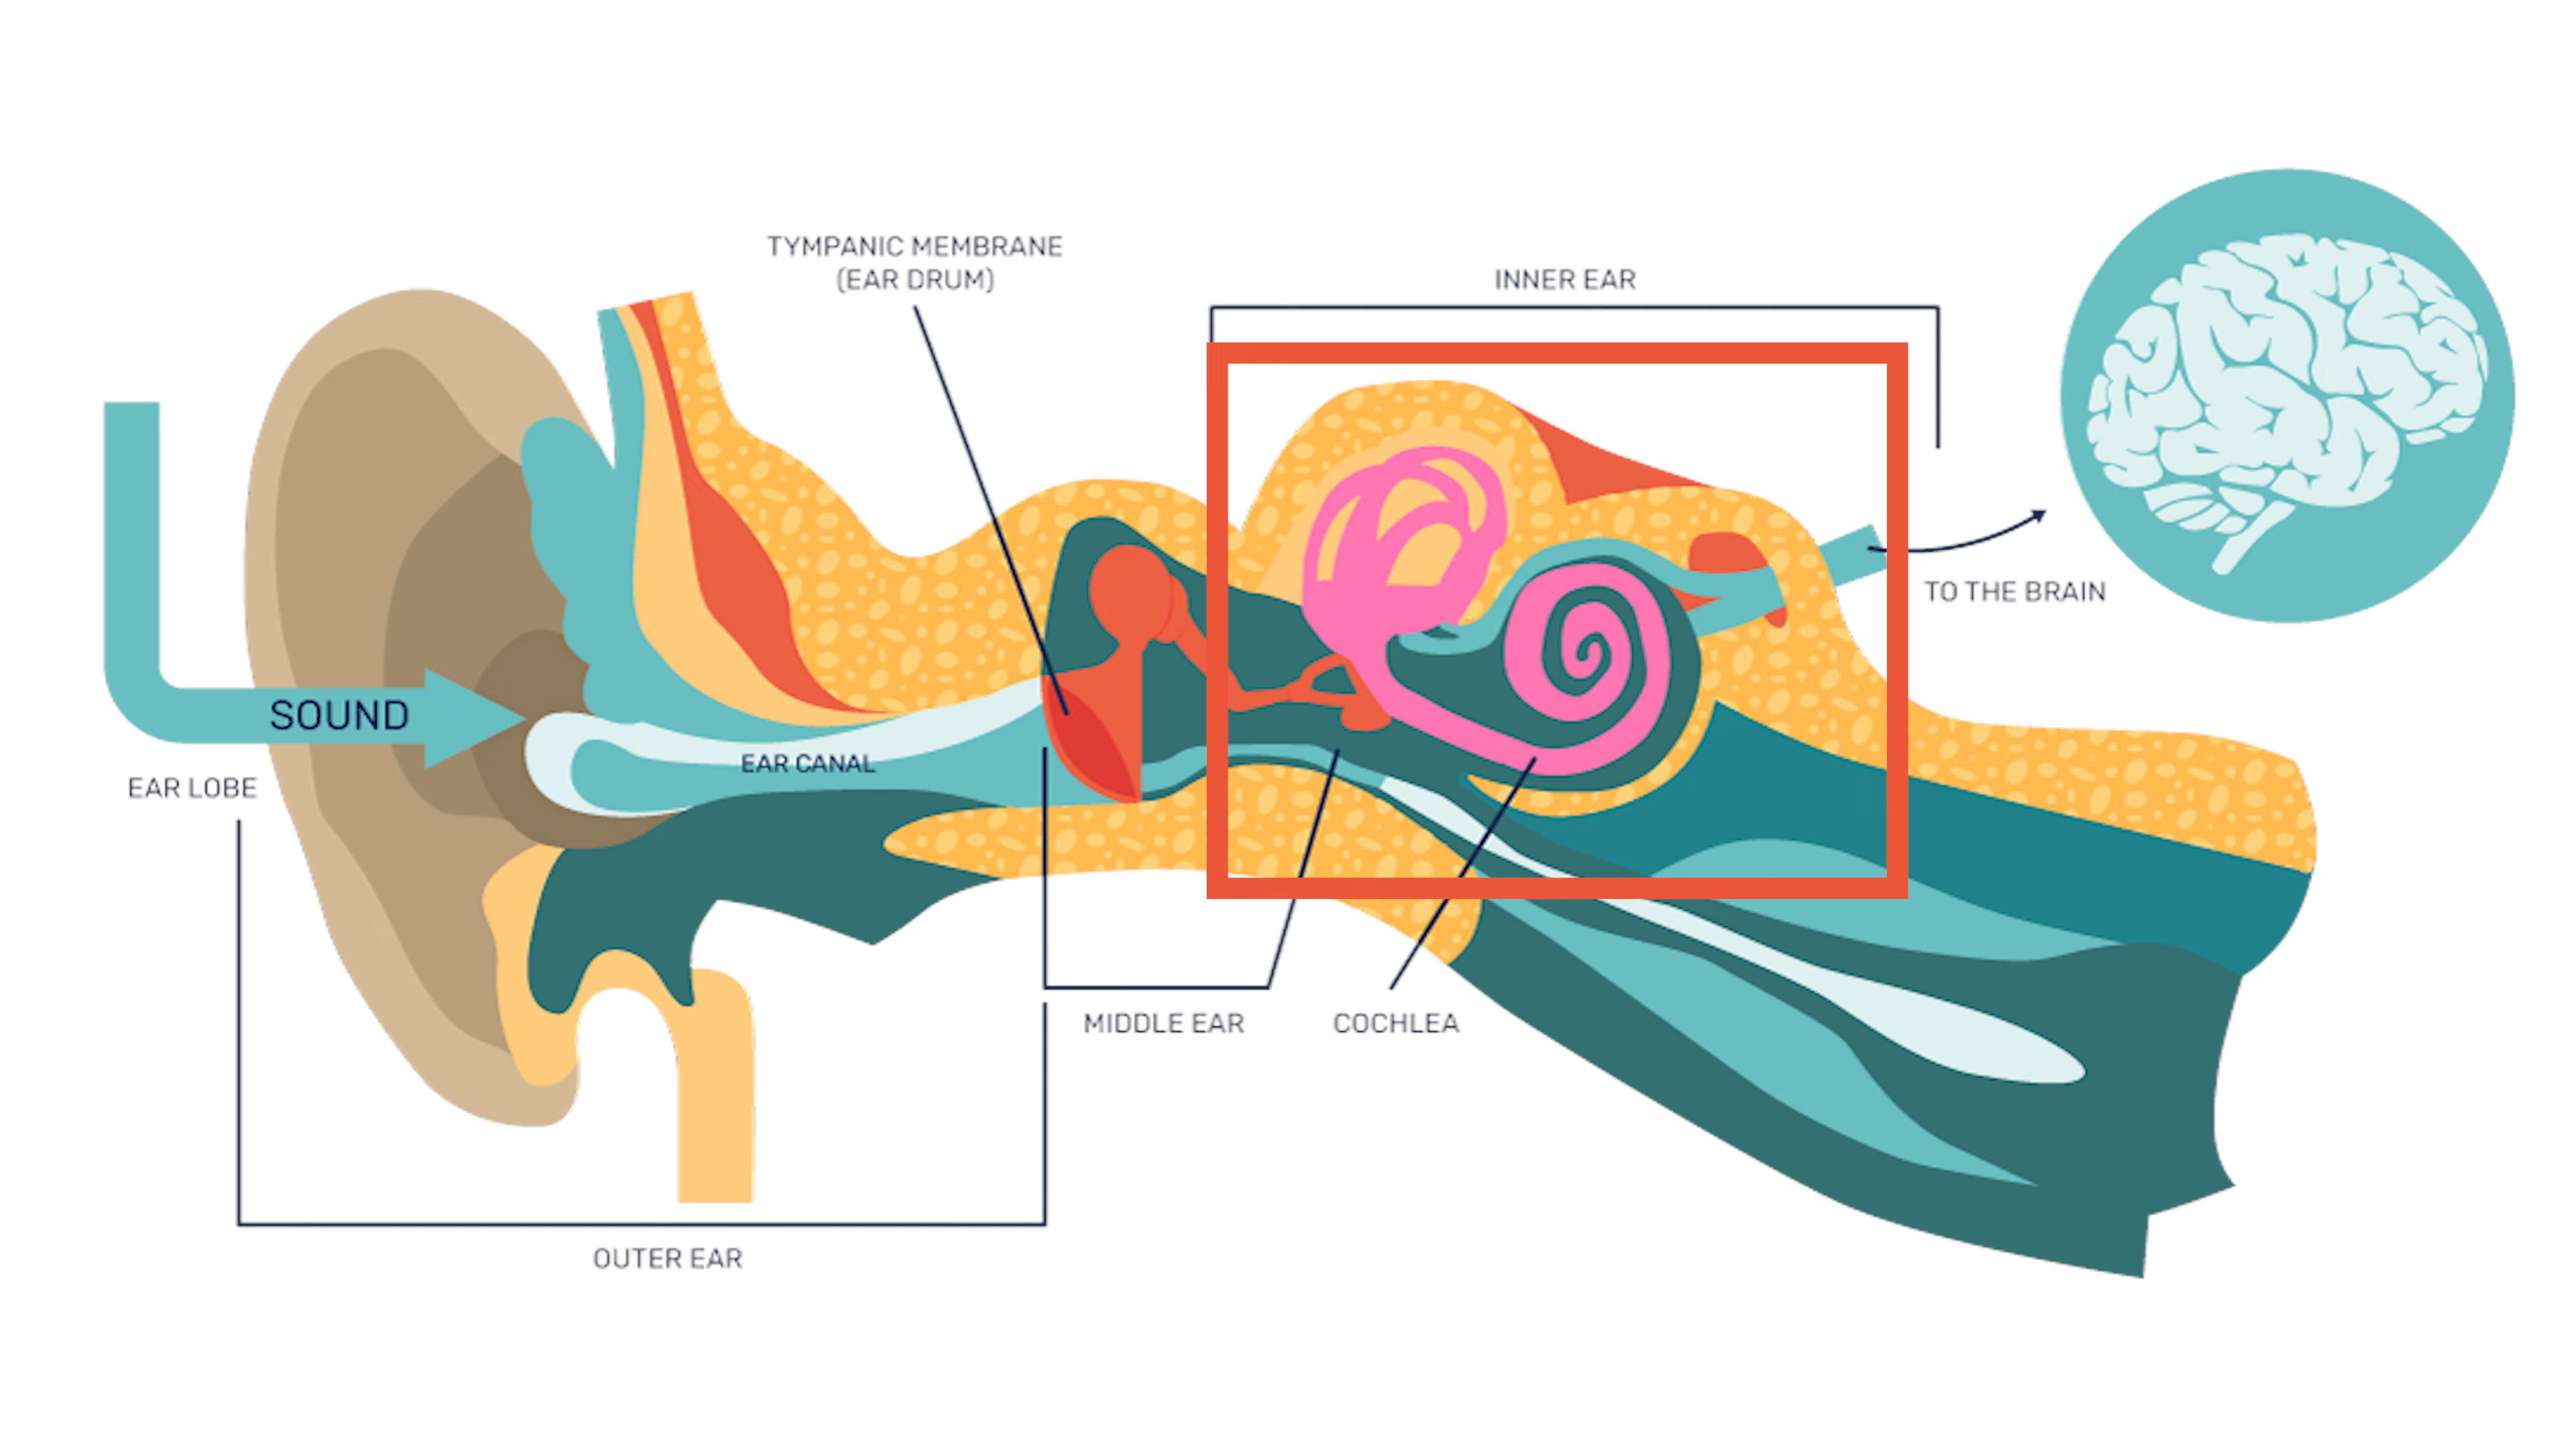 TYMPANIC MEMBRANE
(EAR DRUM)
INNER EAR
TO THE BRAIN
SOUND
EAR CANAL
EAR LOBE
MIDDLE EAR
COCHLEA
OUTER EAR